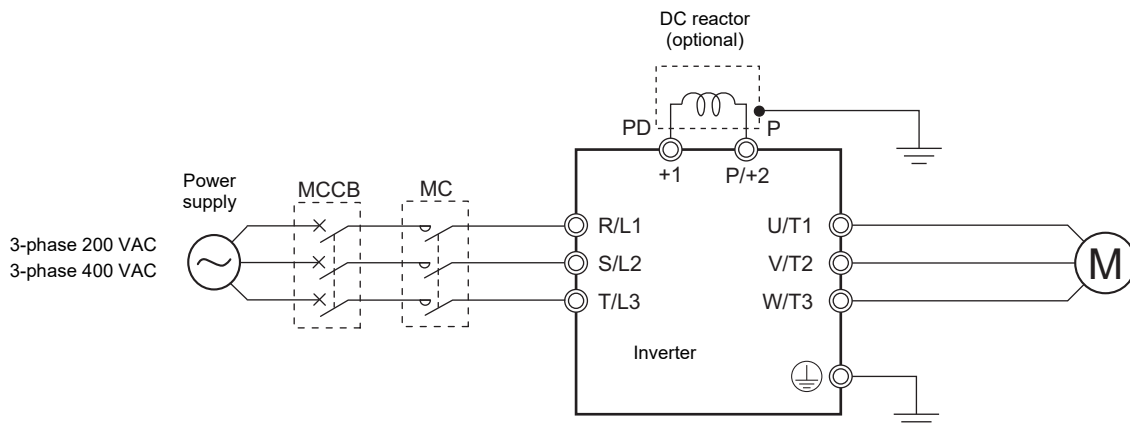 DC reactor
(optional)
PD
P
+1
P/+2
Power
supply
MCCB
MC
3-phase 200 VAC
3-phase 400 VAC
R/L1
S/L2
T/L3
U/T1
V/T2
W/T3
M
Inverter